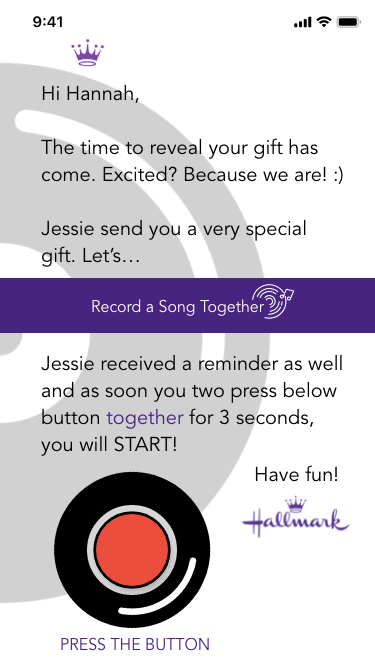 9:41
Hi Hannah,
The time to reveal your gift has
come. Excited? Because we are! :)
Jessie send you a very special
gift. Let’s...
Record a Song Together
Jessie received a reminder as well
and as soon you two press below
button together for 3 seconds,
you will START!
Have fun!
Hallmark
PRESS THE BUTTON